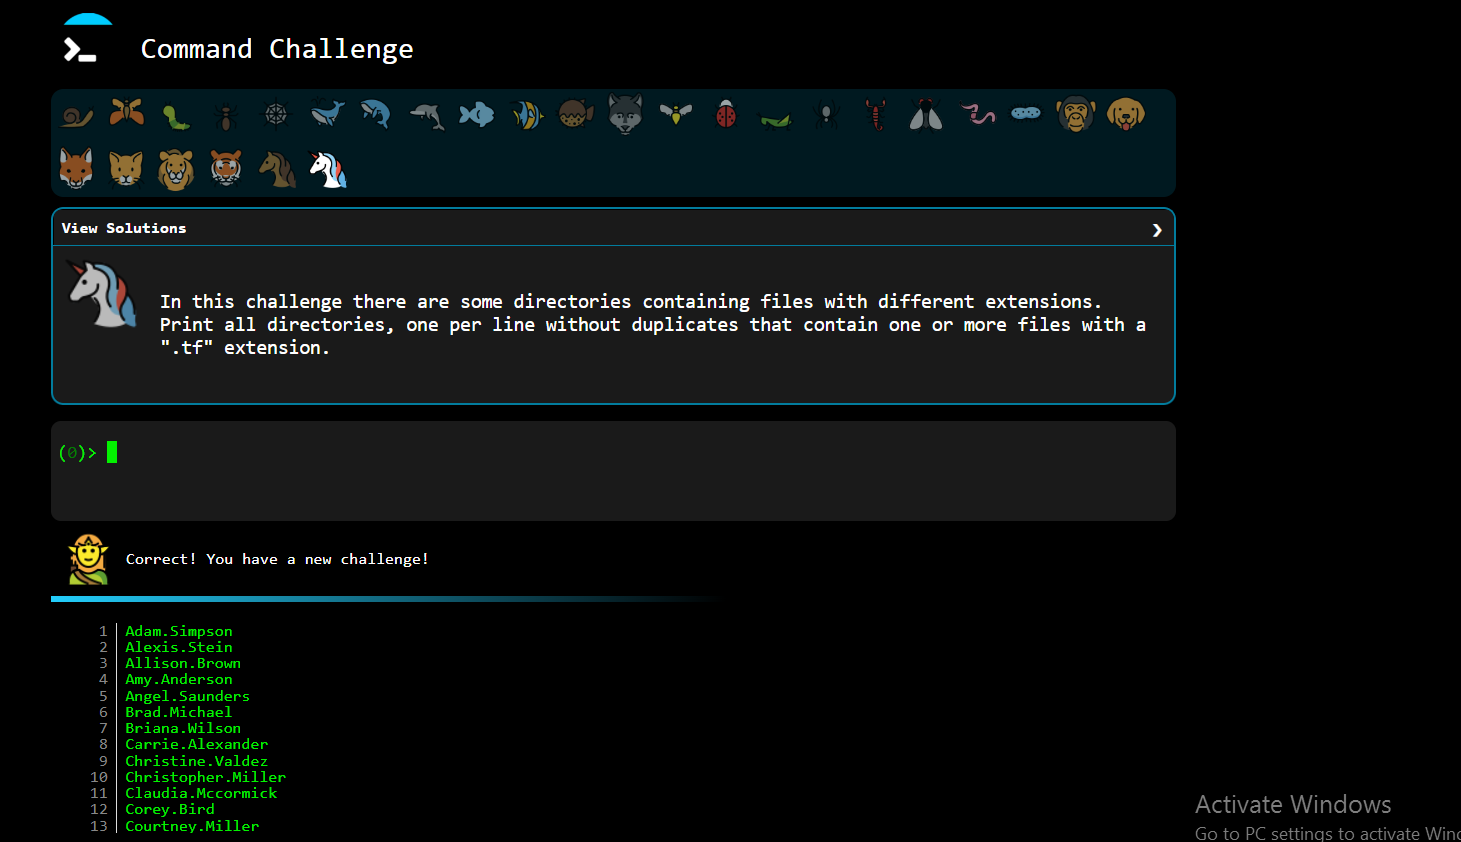 Command Challenge
View Solutions
In this challenge there are some directories containing files with different extensions.
Print all directories, one per line without duplicates that contain one or more files with a
".tf" extension.
(0)>
Correct! You have a new challenge!
1 Adam.Simpson
2 Alexis.Stein
3 Allison.Brown
4 Amy.Anderson
5 Angel.Saunders
6 Brad.Michael
7 Briana.Wilson
8 Carrie.Alexander
9 Christine.Valdez
10 Christopher.Miller
11 Claudia.Mccormick
12 Corey.Bird
13 Courtney.Miller
Activate Windows
Go to PC settings to activate Win